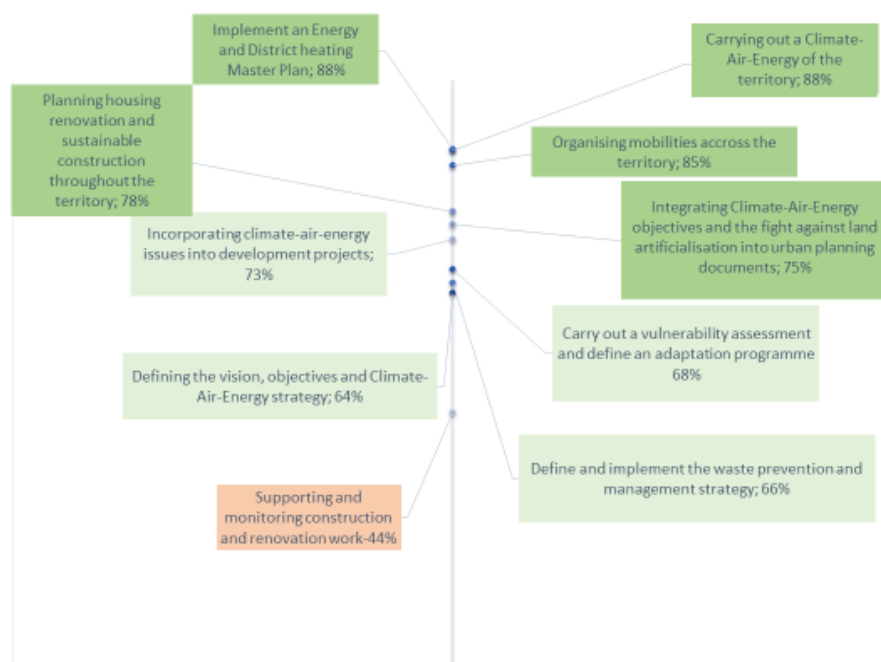 Implement an Energy
and District heating
Master Plan; 88%
Carrying out a Climate-
Air-Energy of the
territory; 88%
Planning housing
renovation and
sustainable
construction
throughout the
territory; 78%
Organising mobilities accross the
territory; 85%
Integrating Climate-Air-Energy
objectives and the fight against land
artificialisation into urban planning
documents; 75%
Incorporating climate-air-energy
issues into development projects;
73%
Carry out a vulnerability assessment
and define an adaptation programme
68%
Defining the vision, objectives and Climate-
Air-Energy strategy; 64%
Define and implement the waste prevention and
management strategy; 66%
Supporting and
monitoring construction
and renovation work-44%